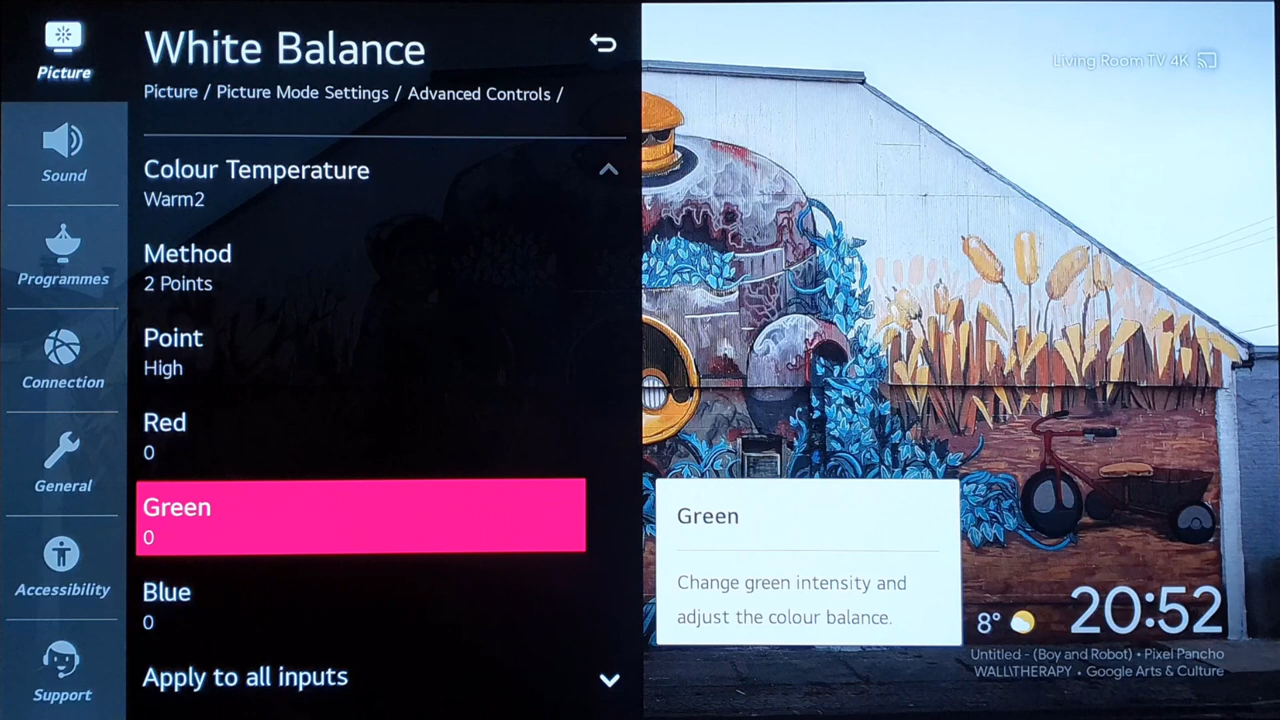 Picture
Sound
Programmes
Connection
General
Accessibility
Support
White Balance
Picture / Picture Mode Settings / Advanced Controls /
Colour Temperature
Warm2
Method
2 Points
Point
High
Red
0
Green
0
Blue
0
Apply to all inputs
Living Room TV 4K
Green
Change green intensity and
adjust the colour balance.
8° 20:52
Untitled - (Boy and Robot) • Pixel Pancho
WALL\THERAPY • Google Arts & Culture